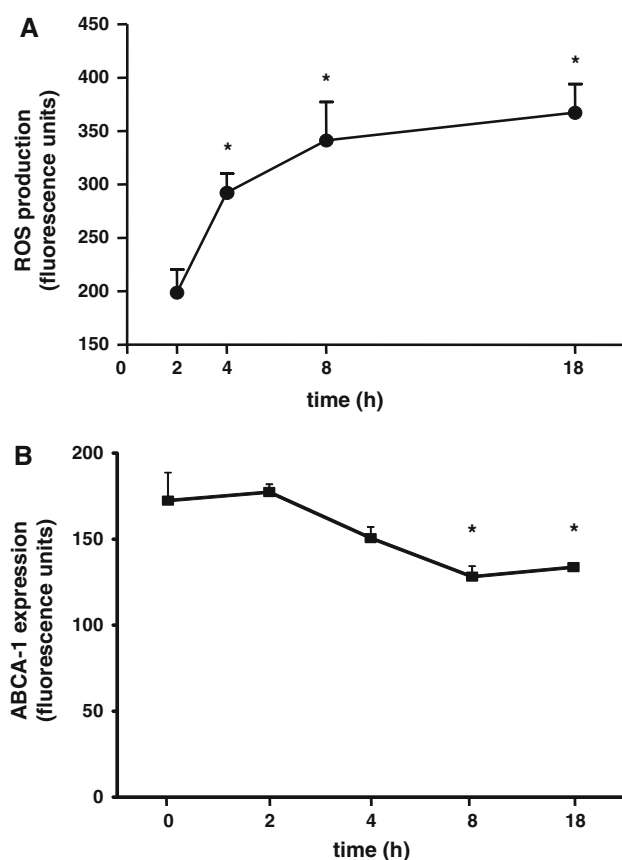 A
ROS production
(fluorescence units)
450
400
350
300
250
200
150
* * *
0 2 4 8 18
time (h)
B
ABCA-1 expression
(fluorescence units)
200
150
100
50
0
* *
0 2 4 8 18
time (h)